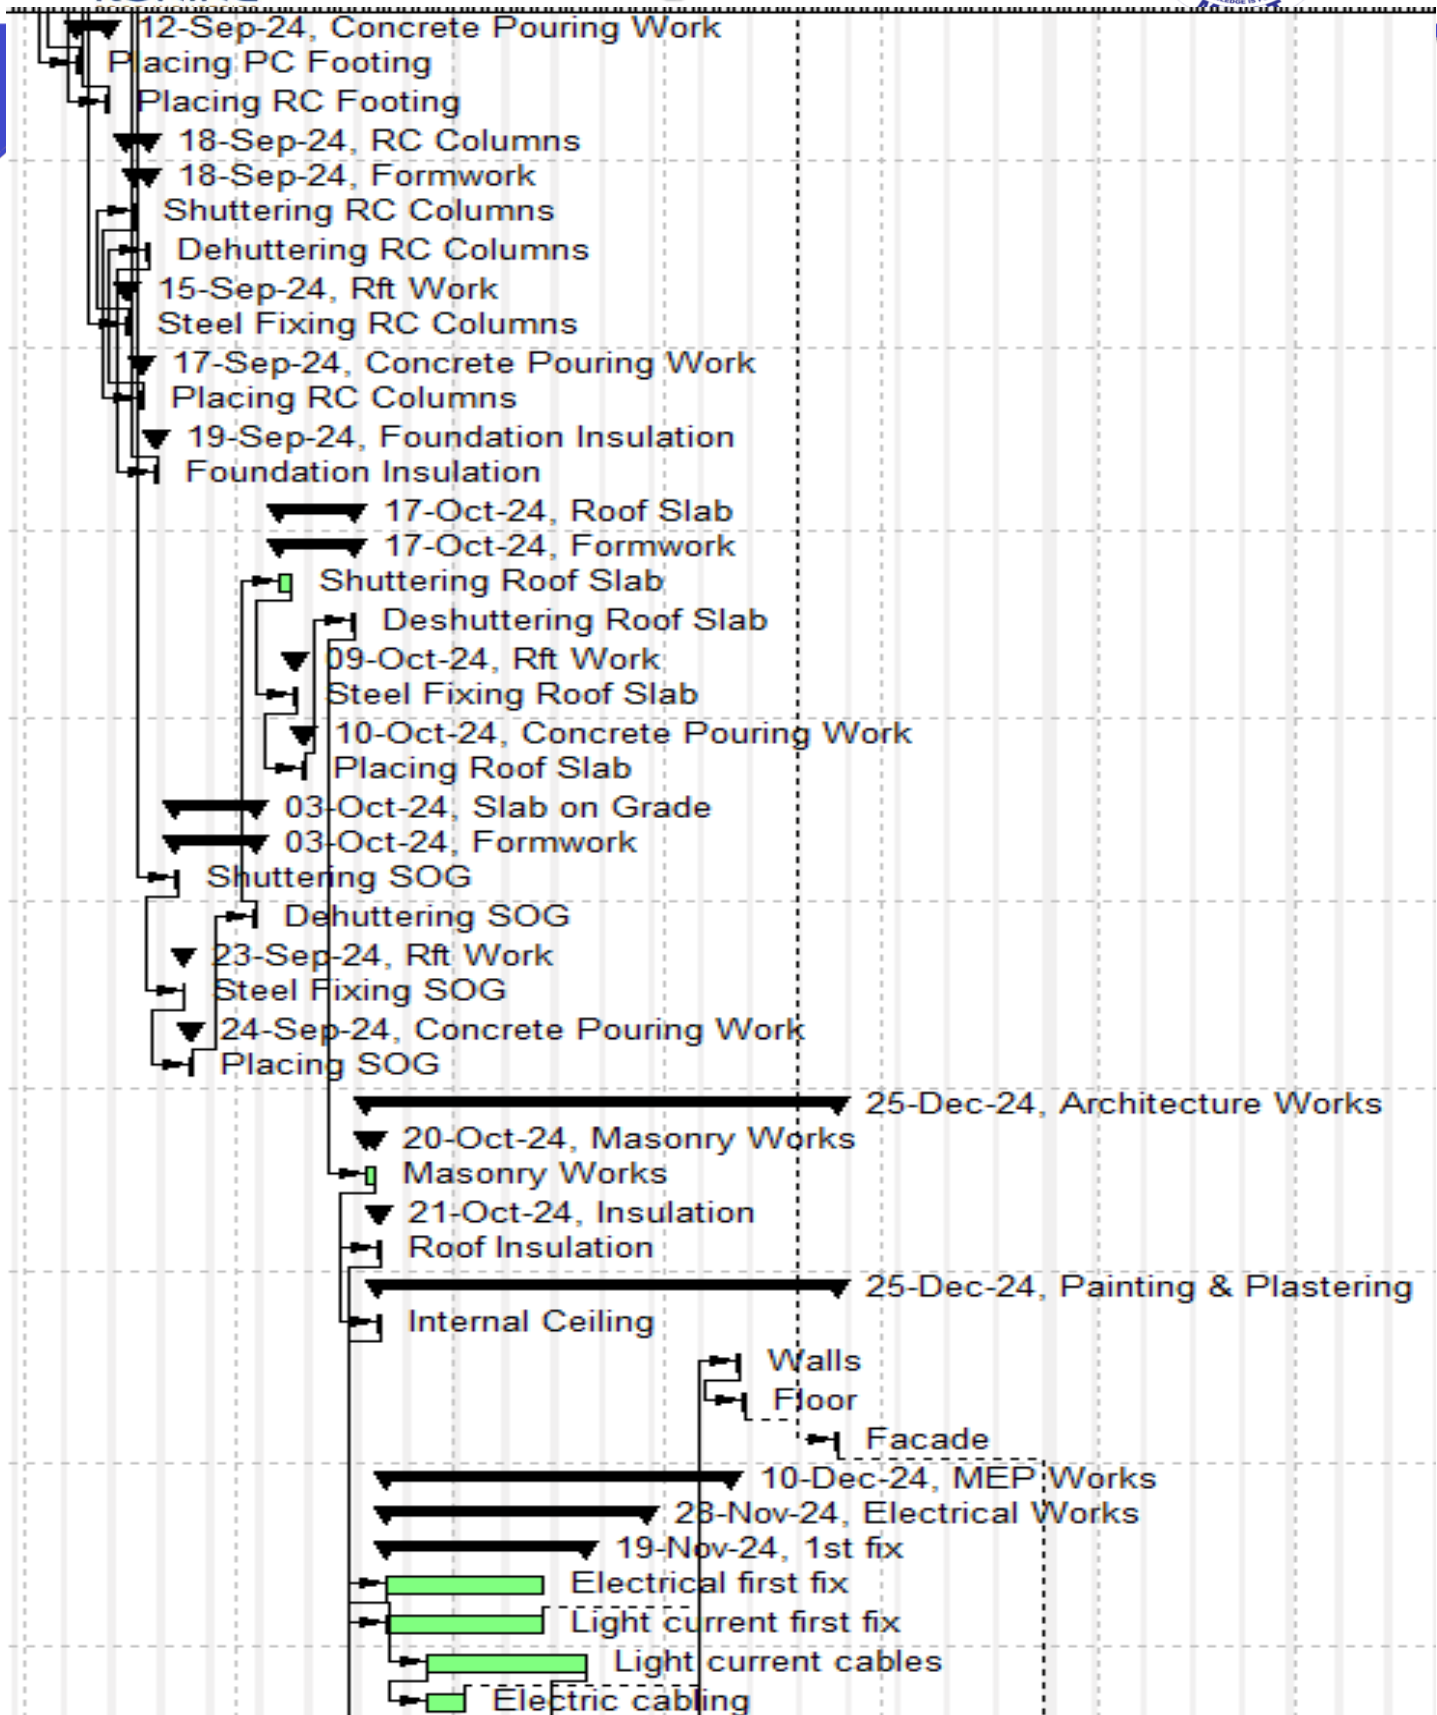 12-Sep-24, Concrete Pouring Work
Placing PC Footing
Placing RC Footing
18-Sep-24, RC Columns
18-Sep-24, Formwork
Shuttering RC Columns
Dehuttering RC Columns
15-Sep-24, Rft Work
Steel Fixing RC Columns
17-Sep-24, Concrete Pouring Work
Placing RC Columns
19-Sep-24, Foundation Insulation
Foundation Insulation
17-Oct-24, Roof Slab
17-Oct-24, Formwork
Shuttering Roof Slab
Deshuttering Roof Slab
09-Oct-24, Rft Work
Steel Fixing Roof Slab
10-Oct-24, Concrete Pouring Work
Placing Roof Slab
03-Oct-24, Slab on Grade
03-Oct-24, Formwork
Shuttering SOG
Dehuttering SOG
23-Sep-24, Rft Work
Steel Fixing SOG
24-Sep-24, Concrete Pouring Work
Placing SOG
25-Dec-24, Architecture Works
20-Oct-24, Masonry Works
Masonry Works
21-Oct-24, Insulation
Roof Insulation
25-Dec-24, Painting & Plastering
Internal Ceiling
Walls
Floor
Facade
10-Dec-24, MEP Works
28-Nov-24, Electrical Works
19-Nov-24, 1st fix
Electrical first fix
Light current first fix
Light current cables
Electric cabling